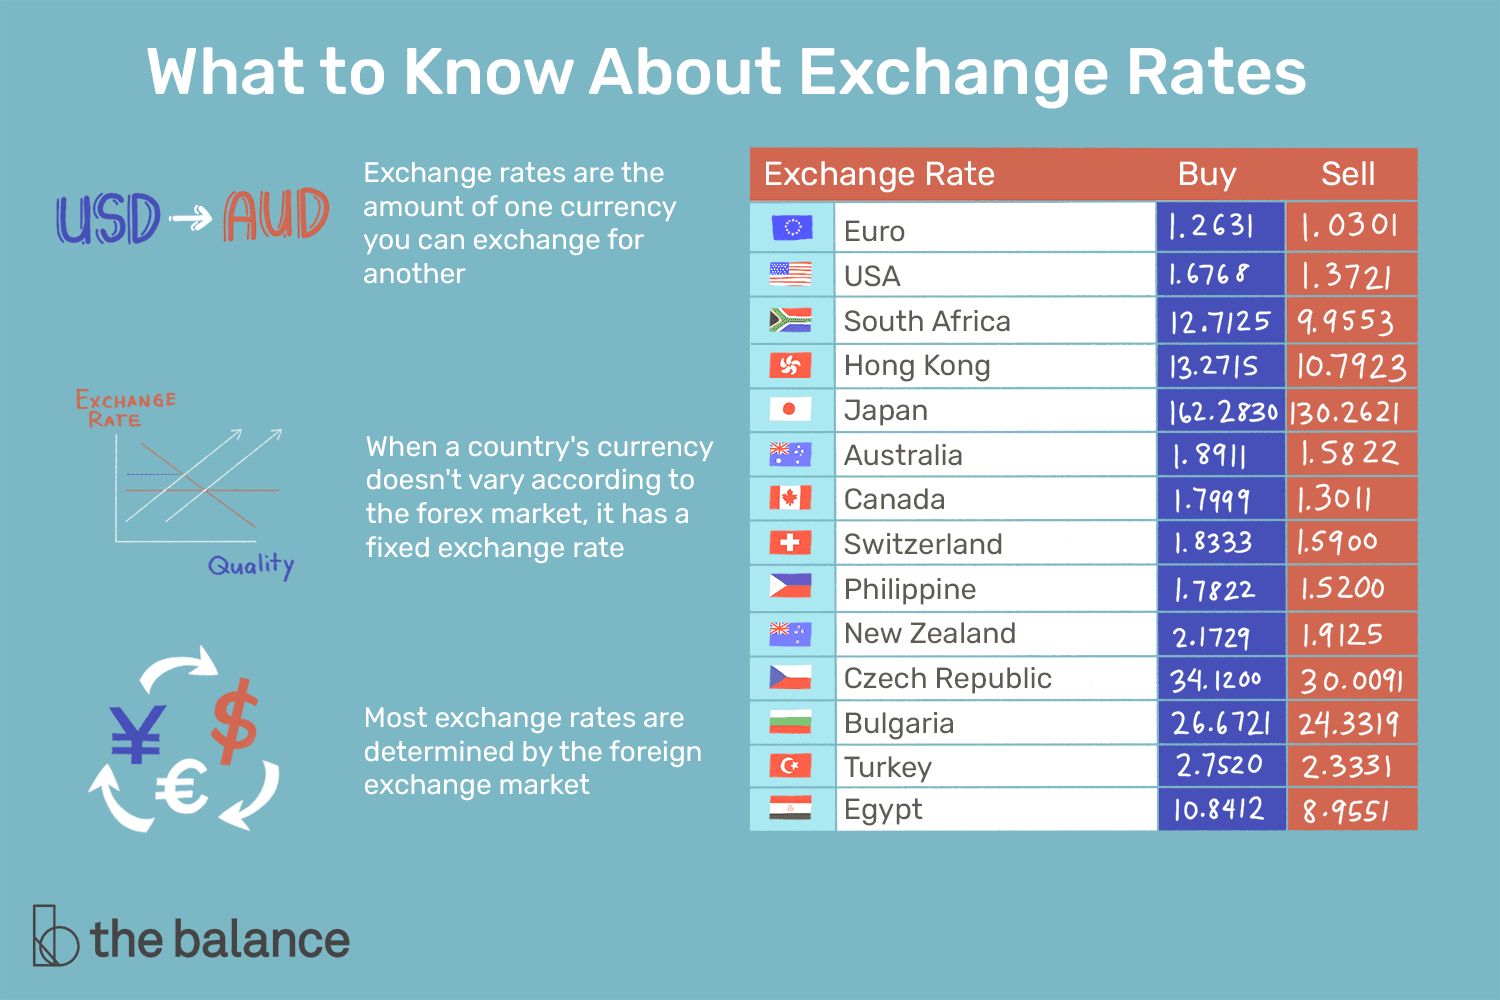 What to Know About Exchange Rates
USD → AUD
Exchange rates are the
amount of one currency
you can exchange for
another
EXCHANGE
RATE
Quality
When a country's currency
doesn't vary according to
the forex market, it has a
fixed exchange rate
¥ $ €
Most exchange rates are
determined by the foreign
exchange market
Exchange Rate Buy Sell
Euro 1.2631 1.0301
USA 1.6768 1.3721
South Africa 12.7125 9.9553
Hong Kong 13.2715 10.7923
Japan 162.2830 130.2621
Australia 1.8911 1.5822
Canada 1.7999 1.3011
Switzerland 1.8333 1.5900
Philippine 1.7822 1.5200
New Zealand 2.1729 1.9125
Czech Republic 34.1200 30.0091
Bulgaria 26.6721 24.3319
Turkey 2.7520 2.3331
Egypt 10.8412 8.9551
the balance